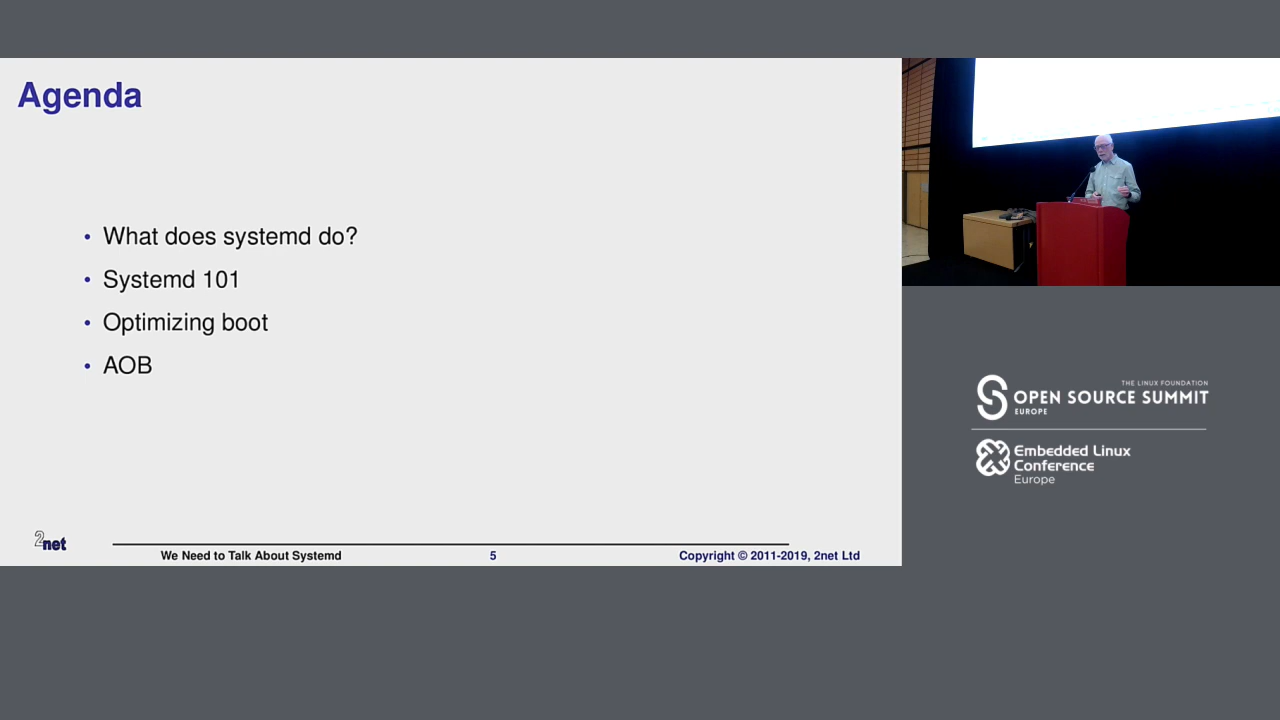 Agenda
• What does systemd do?
• Systemd 101
• Optimizing boot
• AOB
2net
We Need to Talk About Systemd
5
Copyright © 2011-2019, 2net Ltd
THE LINUX FOUNDATION
OPEN SOURCE SUMMIT
EUROPE
Embedded Linux
Conference
Europe